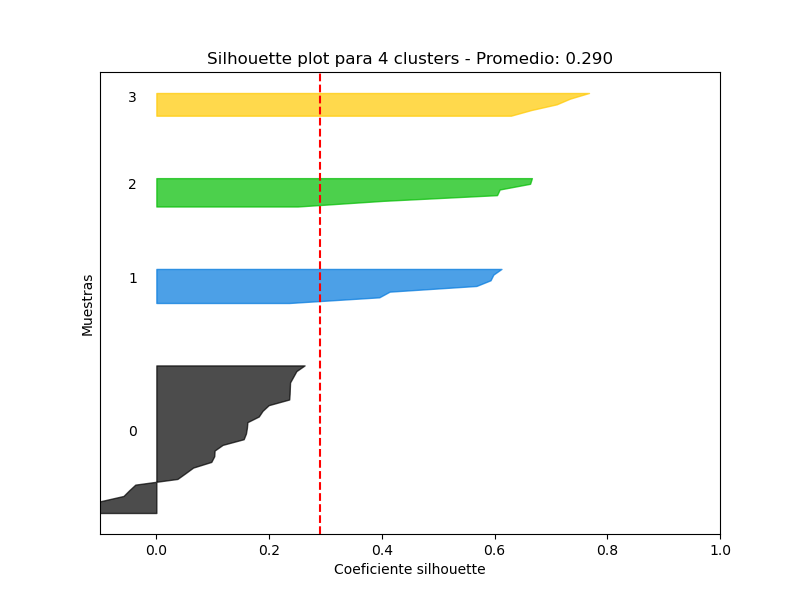 Silhouette plot para 4 clusters - Promedio: 0.290
3
2
1
0
Muestras
0.0 0.2 0.4 0.6 0.8 1.0
Coeficiente silhouette